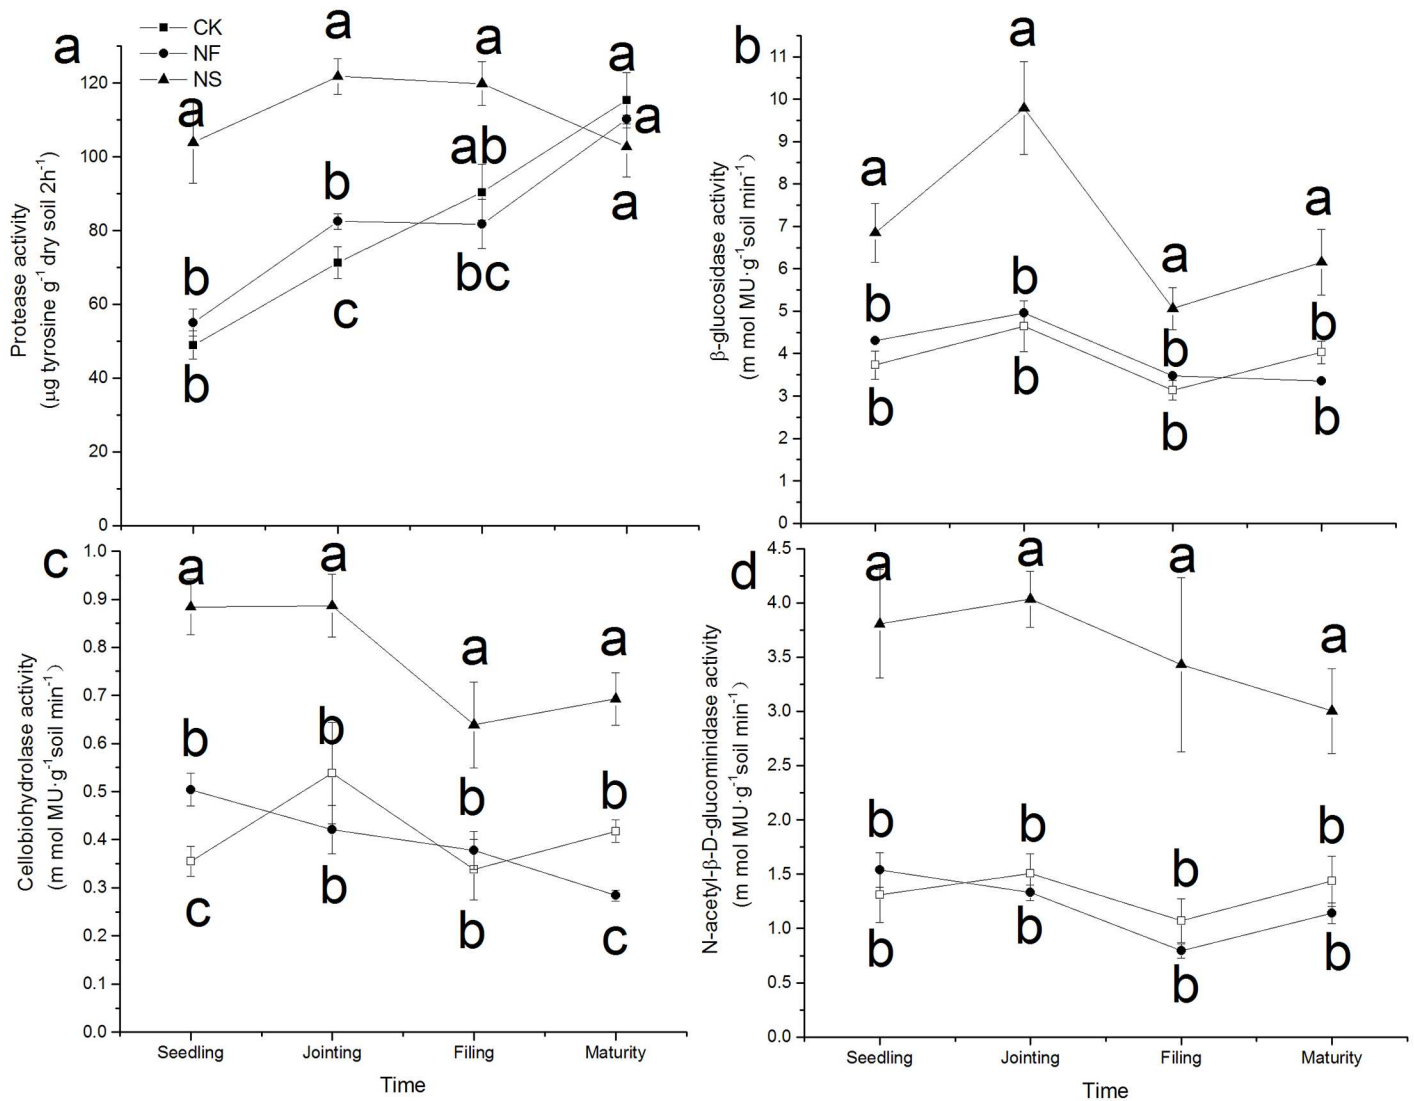 a
CK
NF
NS
Protease activity
(µg tyrosine g⁻¹ dry soil 2h⁻¹)
120
100
80
60
40
20
0
a
a
a
a
b
b
ab
a
b
c
bc
a
b
β-glucosidase activity
(m mol MU·g⁻¹soil min⁻¹)
11
10
9
8
7
6
5
4
3
2
1
0
a
a
a
a
b
b
b
b
b
b
b
b
c
Cellobiohydrolase activity
(m mol MU·g⁻¹soil min⁻¹)
1.0
0.9
0.8
0.7
0.6
0.5
0.4
0.3
0.2
0.1
0.0
a
a
a
a
b
b
b
b
c
b
b
c
Seedling
Jointing
Filing
Maturity
Time
d
N-acetyl-β-D-glucominidase activity
(m mol MU·g⁻¹soil min⁻¹)
4.5
4.0
3.5
3.0
2.5
2.0
1.5
1.0
0.5
0.0
a
a
a
a
b
b
b
b
b
b
b
b
Seedling
Jointing
Filing
Maturity
Time